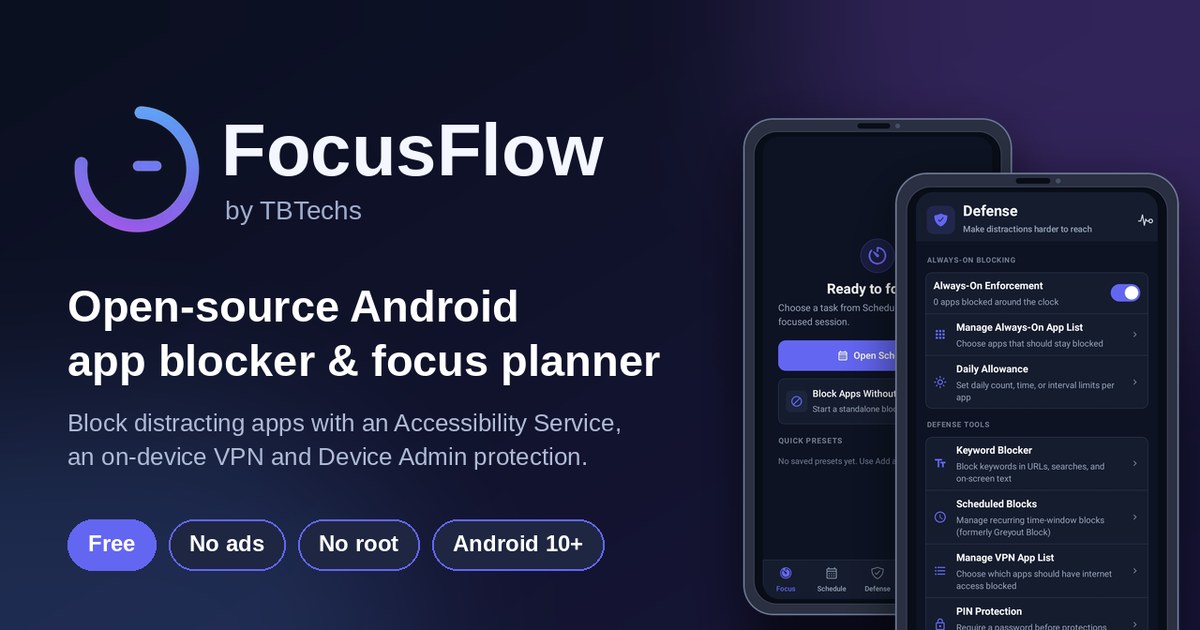 FocusFlow
by TBTechs
Open-source Android
app blocker & focus planner
Block distracting apps with an Accessibility Service,
an on-device VPN and Device Admin protection.
Free
No ads
No root
Android 10+
Ready to fo
Choose a task from Schedu
focused session.
Open Sch
Block Apps Without
Start a standalone bloc
QUICK PRESETS
No saved presets yet. Use Add
Focus
Schedule
Defense
Defense
Make distractions harder to reach
ALWAYS-ON BLOCKING
Always-On Enforcement
0 apps blocked around the clock
Manage Always-On App List
Choose apps that should stay blocked
Daily Allowance
Set daily count, time, or interval limits per
app
DEFENSE TOOLS
Keyword Blocker
Block keywords in URLs, searches, and
on-screen text
Scheduled Blocks
Manage recurring time-window blocks
(formerly Greyout Block)
Manage VPN App List
Choose which apps should have internet
access blocked
PIN Protection
Require a password before protections